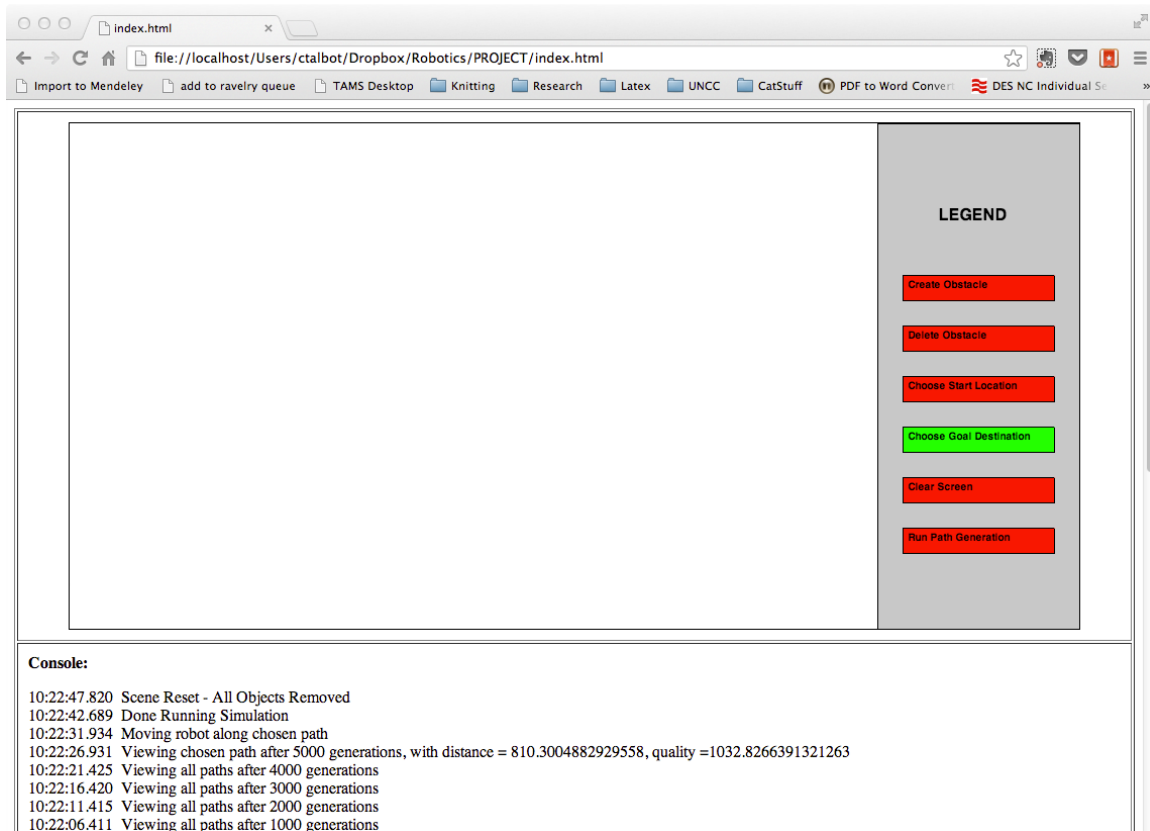 index.html
file://localhost/Users/ctalbot/Dropbox/Robotics/PROJECT/index.html
Import to Mendeley add to ravelry queue TAMS Desktop Knitting Research Latex UNCC CatStuff PDF to Word Convert DES NC Individual Se »
LEGEND
Create Obstacle
Delete Obstacle
Choose Start Location
Choose Goal Destination
Clear Screen
Run Path Generation
Console:
10:22:47.820 Scene Reset - All Objects Removed
10:22:42.689 Done Running Simulation
10:22:31.934 Moving robot along chosen path
10:22:26.931 Viewing chosen path after 5000 generations, with distance = 810.3004882929558, quality =1032.8266391321263
10:22:21.425 Viewing all paths after 4000 generations
10:22:16.420 Viewing all paths after 3000 generations
10:22:11.415 Viewing all paths after 2000 generations
10:22:06.411 Viewing all paths after 1000 generations